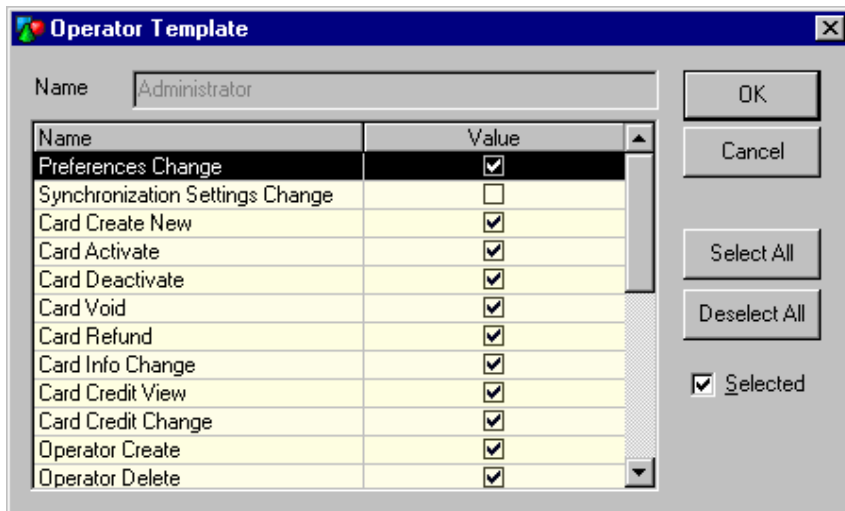 Operator Template
Name Administrator OK
Name Value
Cancel
Preferences Change
Synchronization Settings Change
Card Create New
Card Activate
Select All
Card Deactivate
Card Void
Deselect All
Card Refund
Card Info Change
Card Credit View
Selected
Card Credit Change
Operator Create
Operator Delete